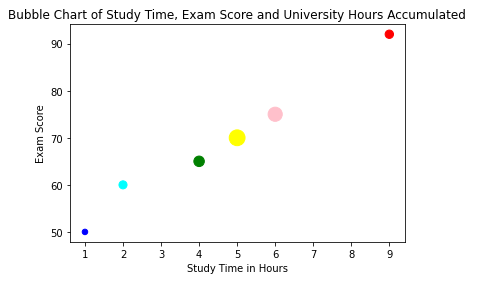 Bubble Chart of Study Time, Exam Score and University Hours Accumulated
90
80
70
60
50
Exam Score
1 2 3 4 5 6 7 8 9
Study Time in Hours